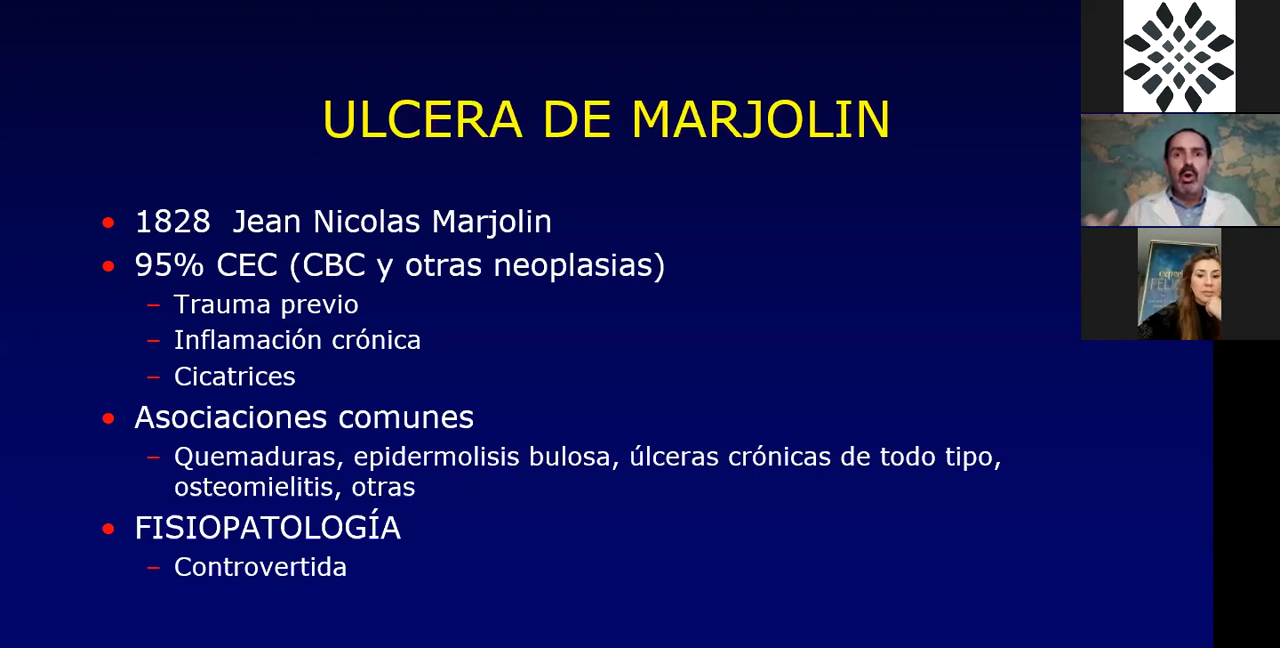 ULCERA DE MARJOLIN
• 1828 Jean Nicolas Marjolin
• 95% CEC (CBC y otras neoplasias)
– Trauma previo
– Inflamación crónica
– Cicatrices
• Asociaciones comunes
– Quemaduras, epidermolisis bulosa, úlceras crónicas de todo tipo,
osteomielitis, otras
• FISIOPATOLOGÍA
– Controvertida